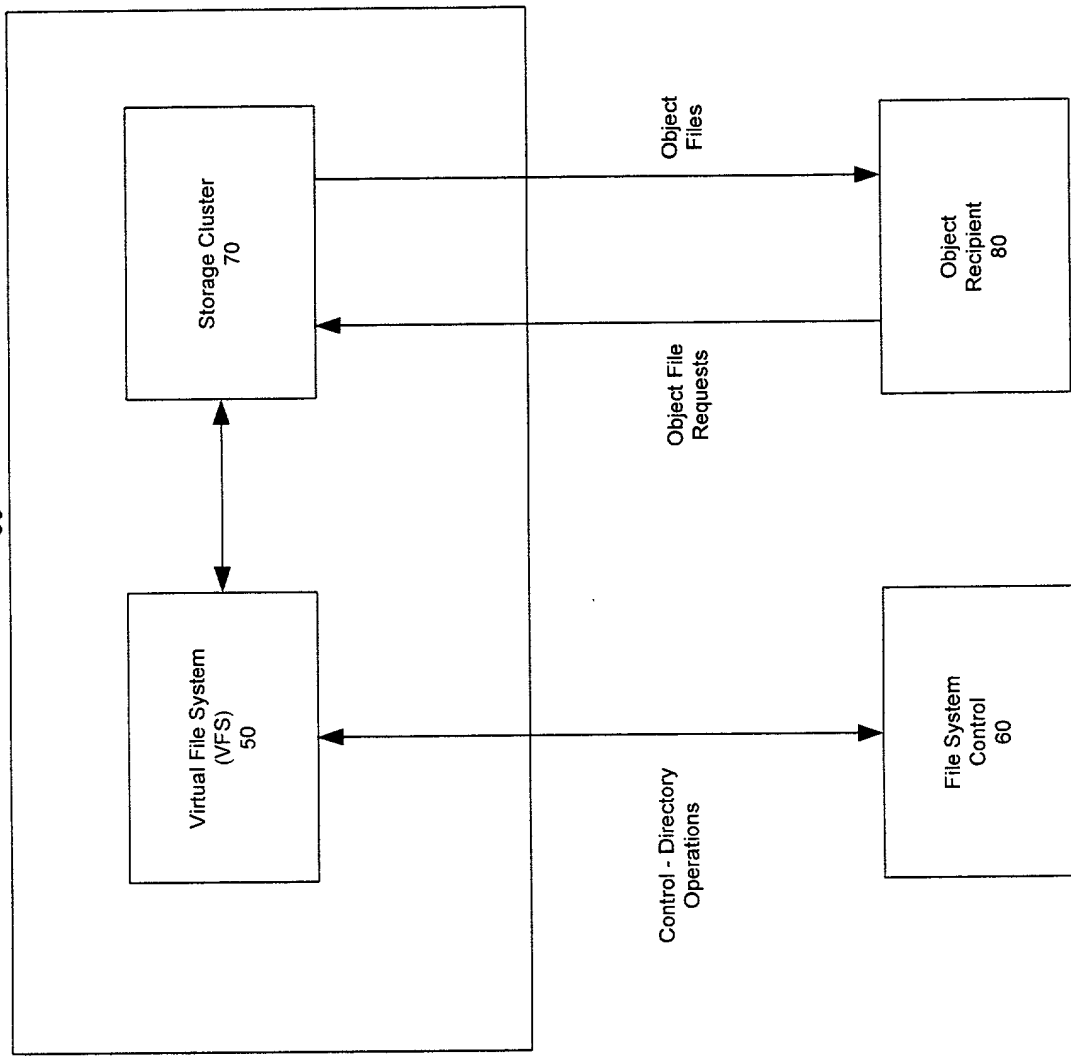 Virtual File System
(VFS)
50
Storage Cluster
70
Control - Directory
Operations
Object File
Requests
Object
Files
File System
Control
60
Object
Recipient
80